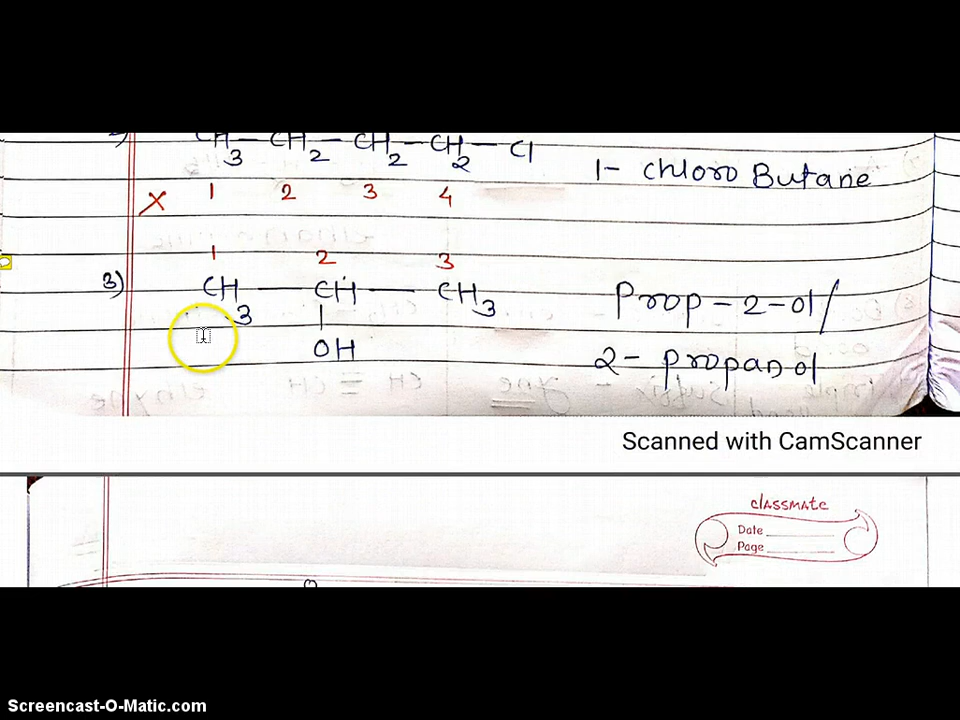 CH3 — CH2 — CH2 — CH2 — Cl
1- chloro Butane
X 1 2 3 4
1 2 3
3) CH3 — CH — CH3
Prop-2-ol/
OH
2- propanol
Scanned with CamScanner
classmate
Date
Page
Screencast-O-Matic.com